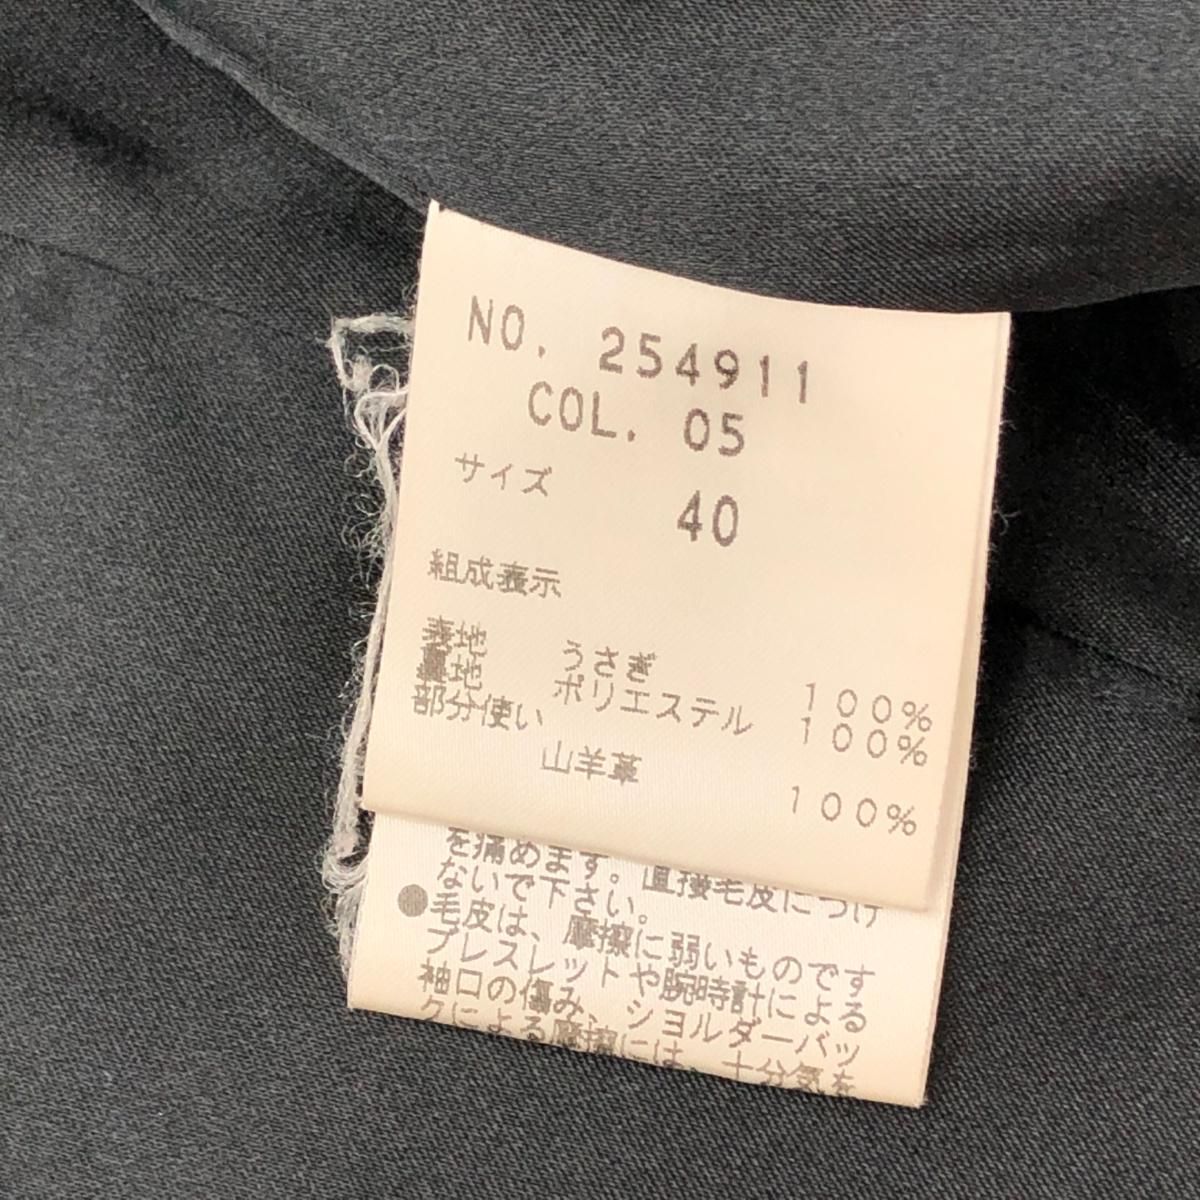 NO. 254911
COL. 05
サイズ 40
組成表示
表地 うさぎ 100%
裏地 ポリエステル 100%
部分使い
山羊革 100%
を痛めます。直接毛皮につけ
ないで下さい。
●毛皮は、摩擦に弱いものです
ブレスレットや腕時計による
袖口の傷み、ショルダーバッ
グによる摩擦には、十分気を